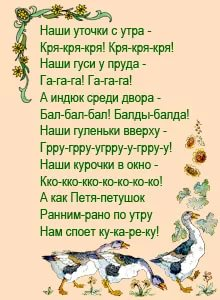 Наши уточки с утра -
Кря-кря-кря! Кря-кря-кря!
Наши гуси у пруда -
Га-га-га! Га-га-га!
А индюк среди двора -
Бал-бал-бал! Балды-балда!
Наши гуленьки вверху -
Грру-грру-угрру-у-грру-у!
Наши курочки в окно -
Кко-кко-кко-ко-ко-ко-ко!
А как Петя-петушок
Ранним-рано по утру
Нам споет ку-ка-ре-ку!